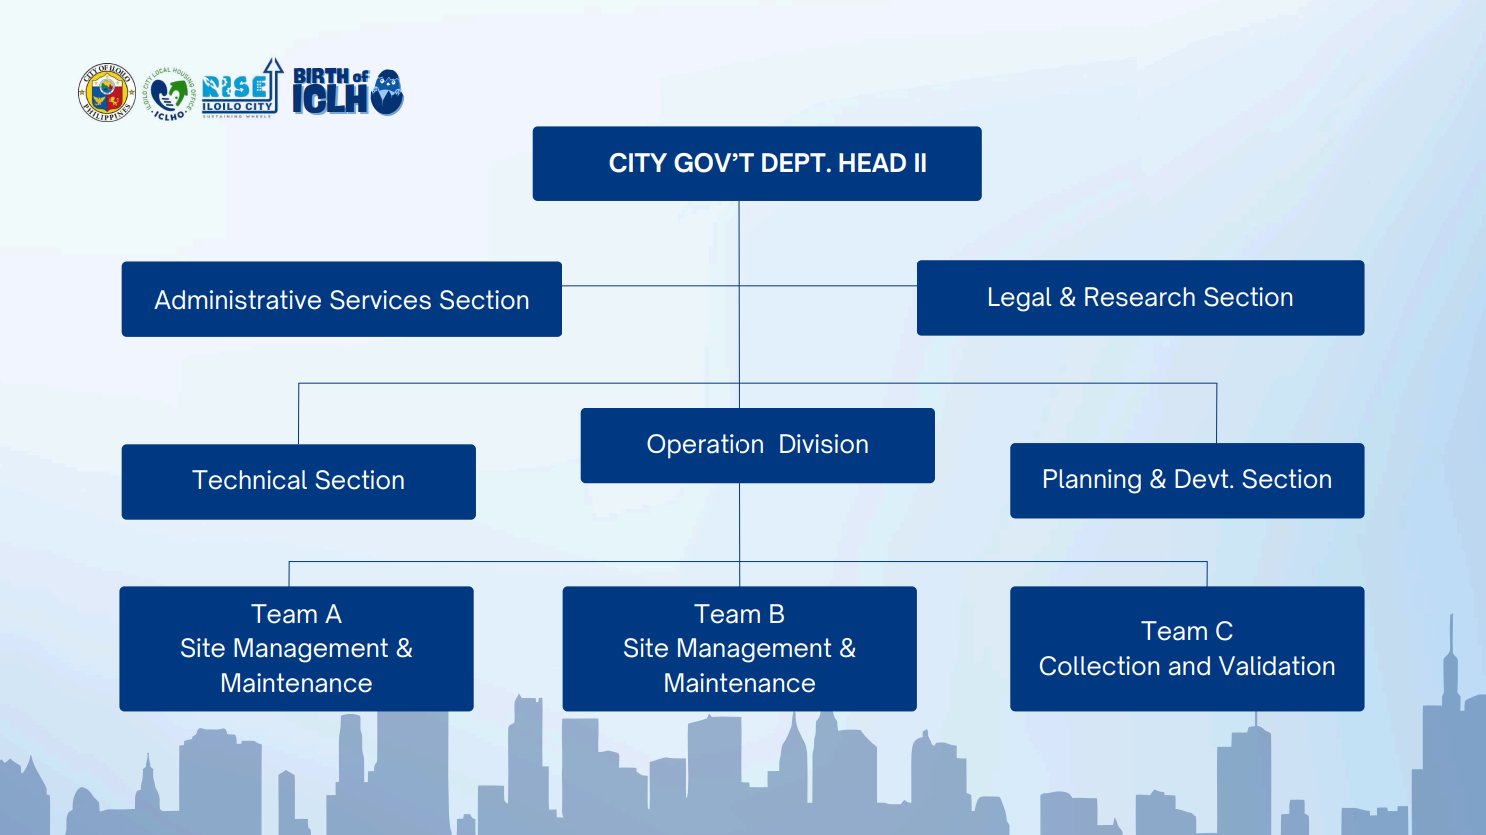 CITY OF ILOILO
PHILIPPINES
ILOILO CITY LOCAL HOUSING OFFICE
ICLHO
RISE
ILOILO CITY
SUSTAINING WHEELS
BIRTH of
ICLHO
CITY GOV’T DEPT. HEAD II
Administrative Services Section
Legal & Research Section
Technical Section
Operation Division
Planning & Devt. Section
Team A
Site Management &
Maintenance
Team B
Site Management &
Maintenance
Team C
Collection and Validation